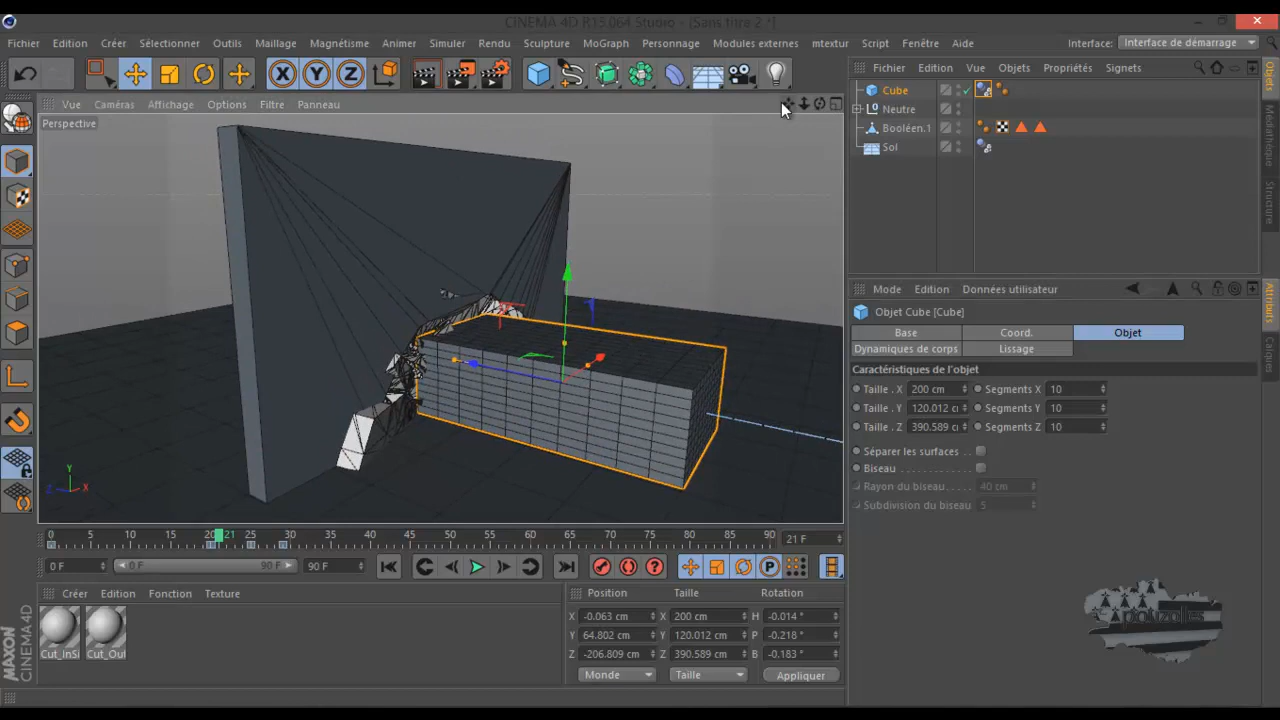 CINEMA 4D R15.064 Studio - [Sans titre 2 *]
Fichier Edition Créer Sélectionner Outils Maillage Magnétisme Animer Simuler Rendu Sculpture MoGraph Personnage Modules externes mtextur Script Fenêtre Aide Interface: Interface de démarrage
X Y Z
Fichier Edition Vue Objets Propriétés Signets
Cube
Neutre
Booléen.1
Sol
Objets
Médiathèque
Structure
Vue Caméras Affichage Options Filtre Panneau
Perspective
Y
Z X
Mode Edition Données utilisateur
Objet Cube [Cube]
Base Coord. Objet
Dynamiques de corps Lissage
Caractéristiques de l'objet
Taille . X 200 cm Segments X 10
Taille . Y 120.012 c Segments Y 10
Taille . Z 390.589 c Segments Z 10
Séparer les surfaces
Biseau
Rayon du biseau 40 cm
Subdivision du biseau 5
Attributs
Calques
0 5 10 15 20 21 25 30 35 40 45 50 55 60 65 70 75 80 85 90 21 F
0 F 0 F 90 F 90 F
P
Créer Edition Fonction Texture
Cut_InSi Cut_Out
Position Taille Rotation
X -0.063 cm X 200 cm H -0.014 °
Y 64.802 cm Y 120.012 cm P -0.218 °
Z -206.809 cm Z 390.589 cm B -0.183 °
Monde Taille Appliquer
MAXON
CINEMA 4D